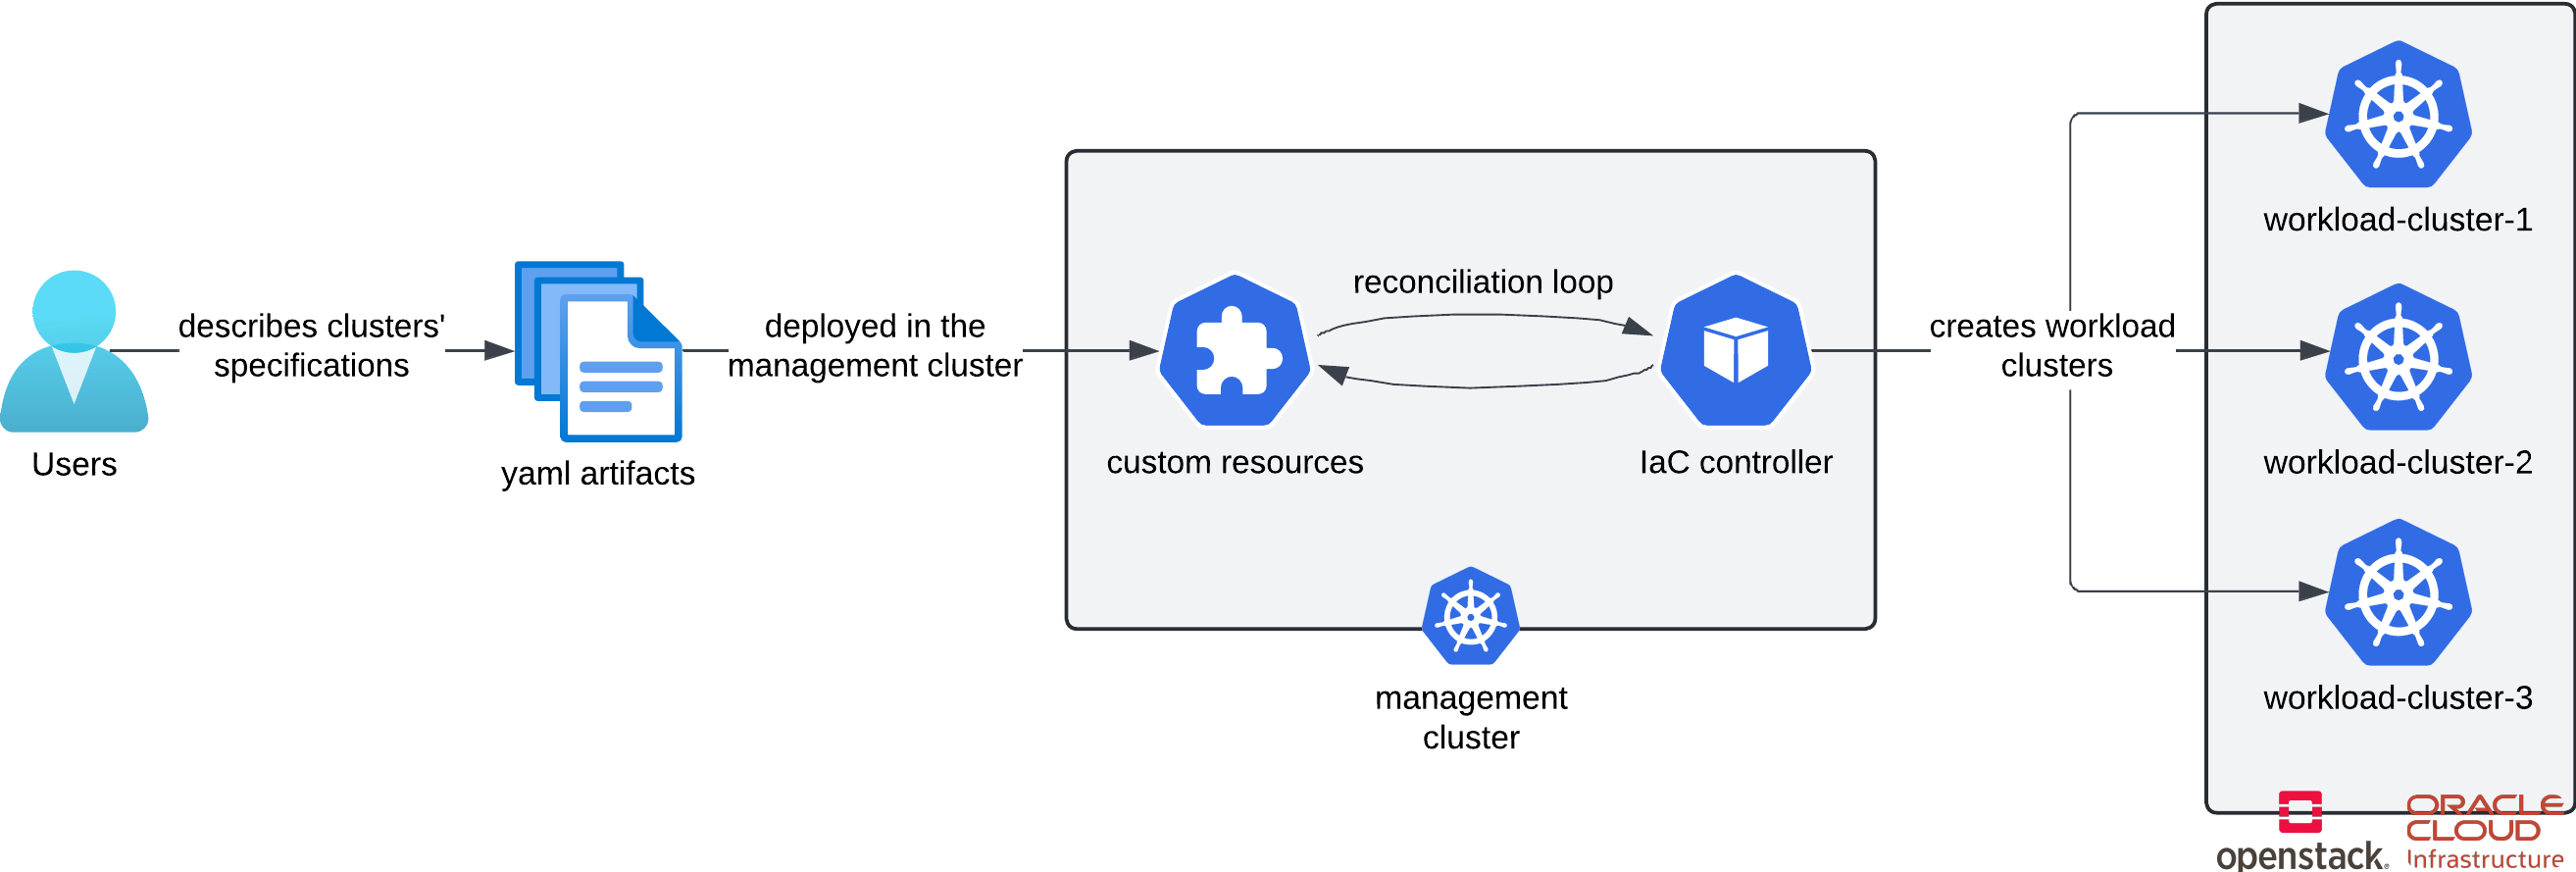 describes clusters'
specifications
Users
yaml artifacts
deployed in the
management cluster
reconciliation loop
custom resources
IaC controller
management
cluster
creates workload
clusters
workload-cluster-1
workload-cluster-2
workload-cluster-3
openstack®
ORACLE
CLOUD
Infrastructure